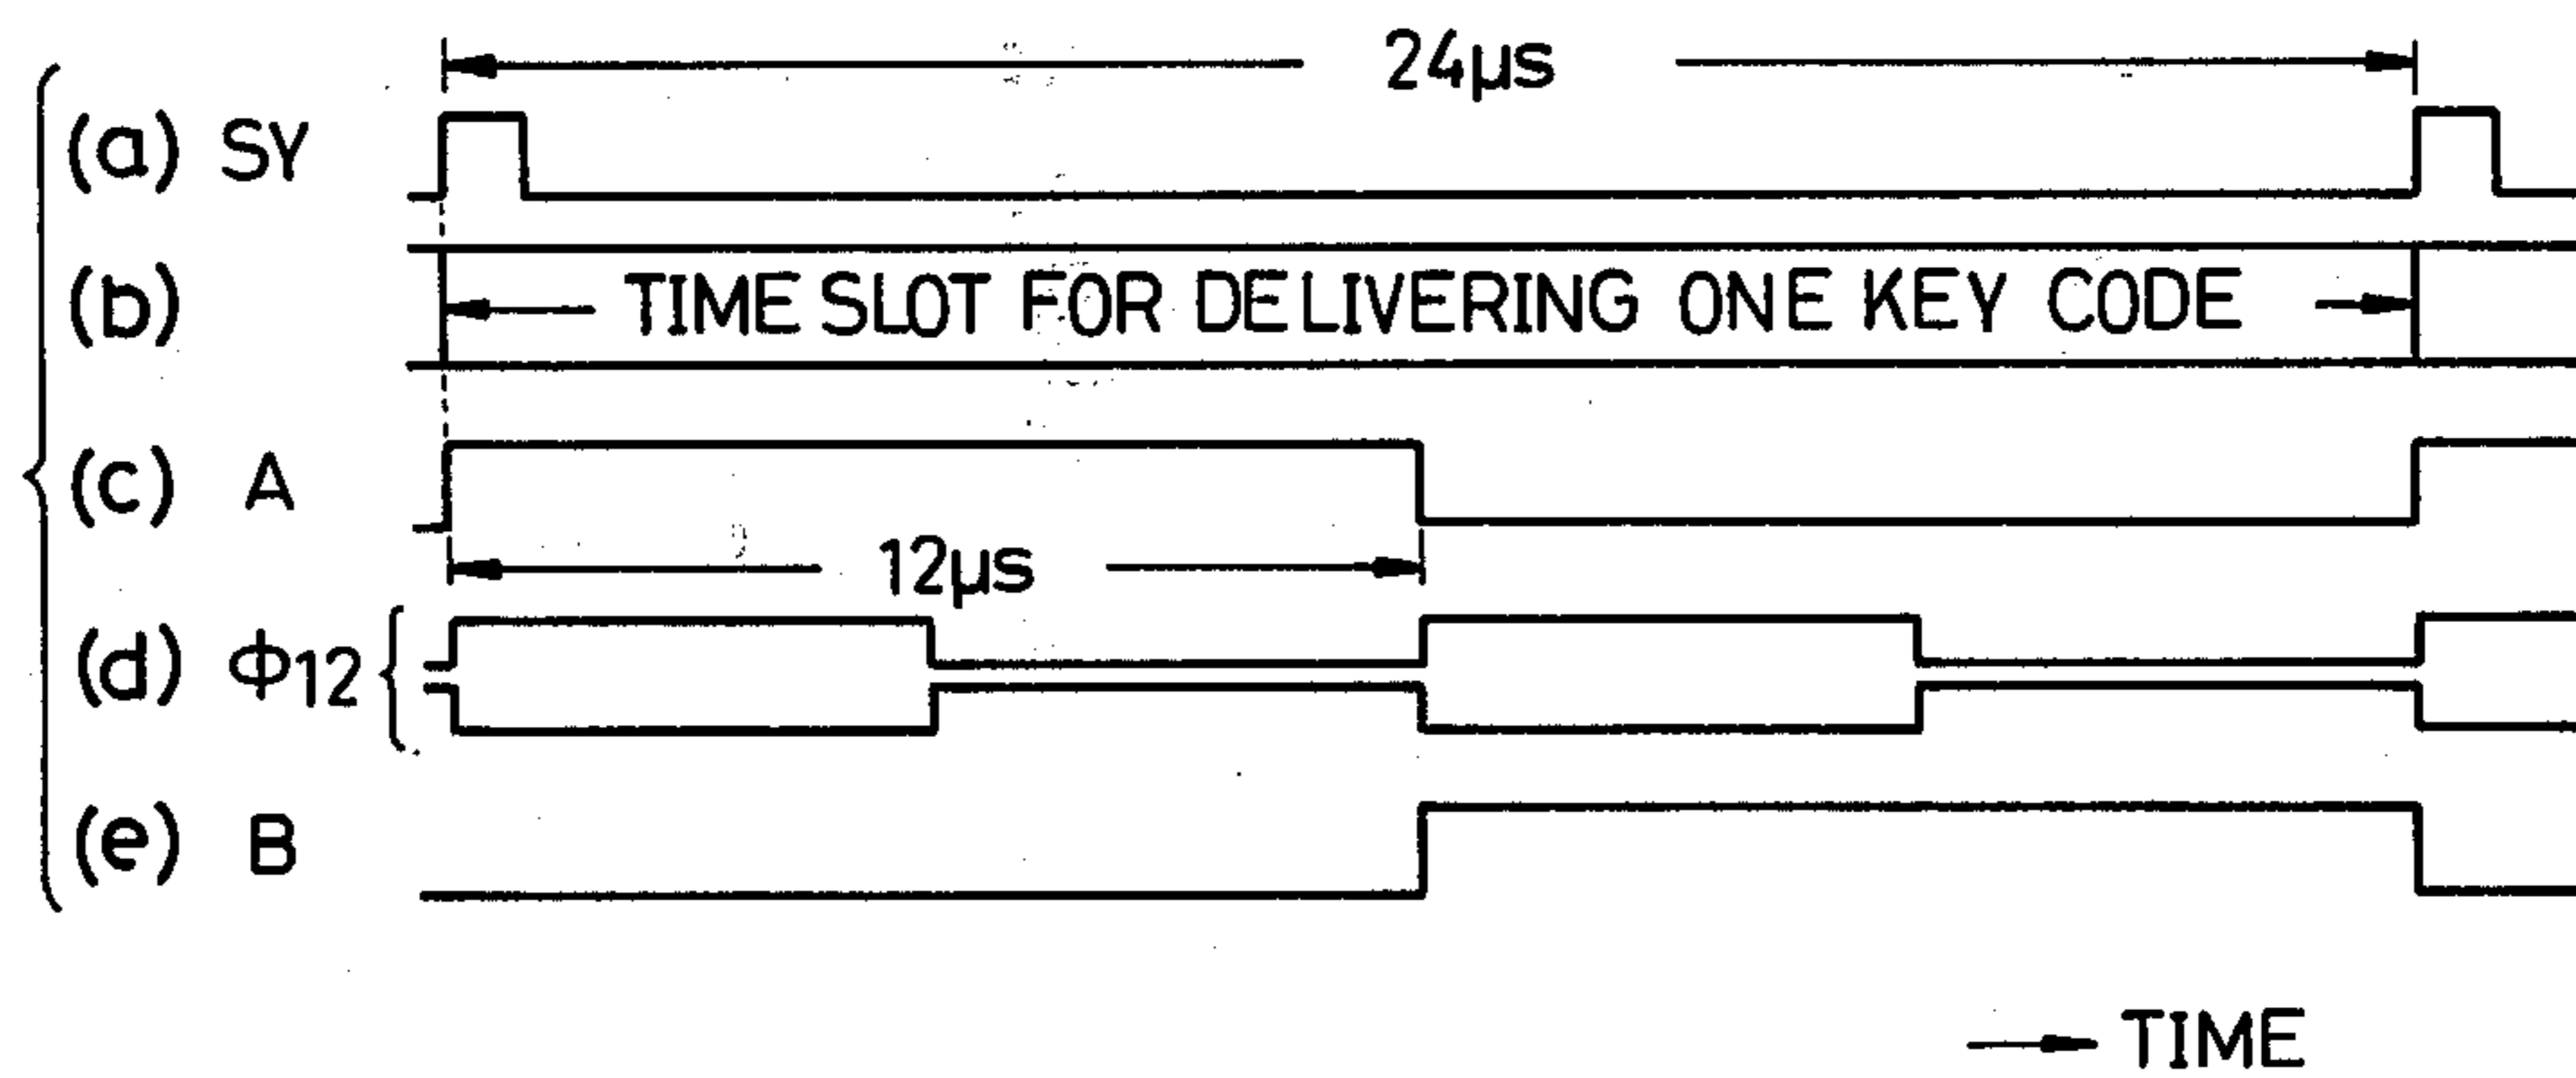 24μs
(a) SY
(b) TIME SLOT FOR DELIVERING ONE KEY CODE
(c) A
12μs
(d) Φ12
(e) B
TIME